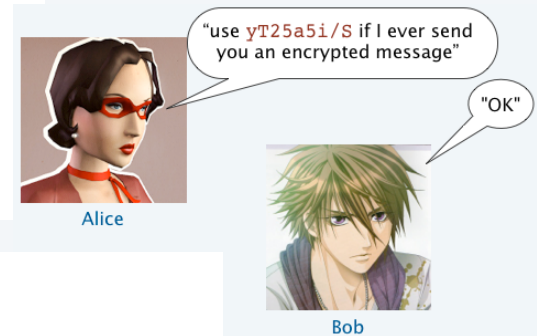 “use yT25a5i/S if I ever send
you an encrypted message”
"OK"
Alice
Bob